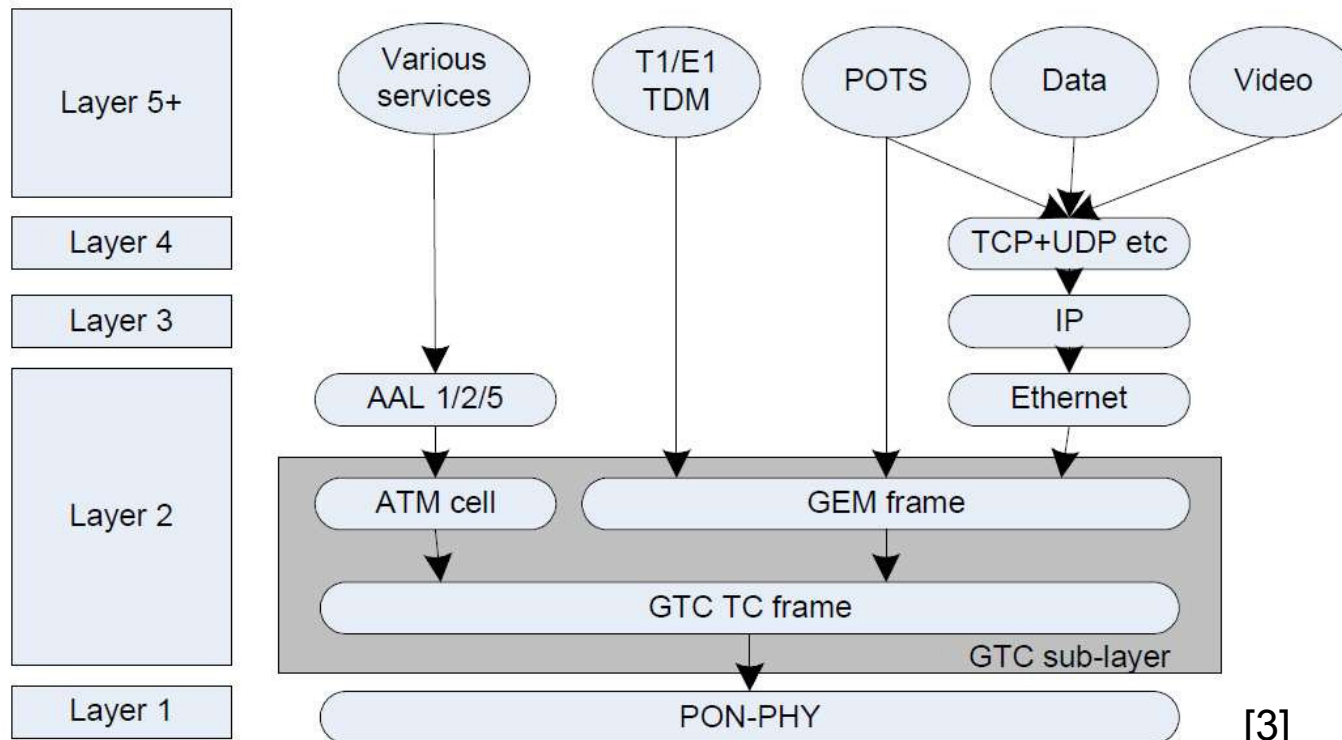 Layer 5+
Various
services
T1/E1
TDM
POTS
Data
Video
Layer 4
TCP+UDP etc
Layer 3
IP
Layer 2
AAL 1/2/5
Ethernet
ATM cell
GEM frame
GTC TC frame
GTC sub-layer
Layer 1
PON-PHY
[3]